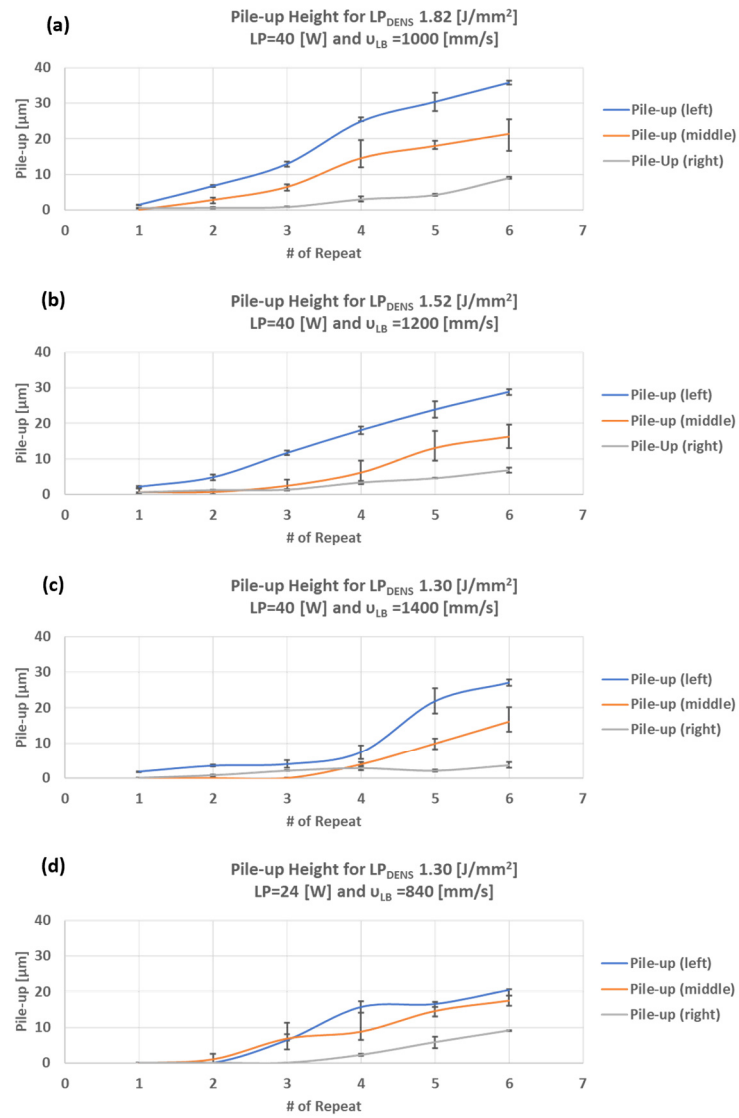 (a)
Pile-up Height for LP_DENS 1.82 [J/mm²]
LP=40 [W] and υ_LB =1000 [mm/s]
40
30
20
10
0
Pile-up [µm]
0 1 2 3 4 5 6 7
# of Repeat
Pile-up (left)
Pile-up (middle)
Pile-Up (right)
(b)
Pile-up Height for LP_DENS 1.52 [J/mm²]
LP=40 [W] and υ_LB =1200 [mm/s]
40
30
20
10
0
Pile-up [µm]
0 1 2 3 4 5 6 7
# of Repeat
Pile-up (left)
Pile-up (middle)
Pile-Up (right)
(c)
Pile-up Height for LP_DENS 1.30 [J/mm²]
LP=40 [W] and υ_LB =1400 [mm/s]
40
30
20
10
0
Pile-up [µm]
0 1 2 3 4 5 6 7
# of Repeat
Pile-up (left)
Pile-up (middle)
Pile-up (right)
(d)
Pile-up Height for LP_DENS 1.30 [J/mm²]
LP=24 [W] and υ_LB =840 [mm/s]
40
30
20
10
0
Pile-up [µm]
0 1 2 3 4 5 6 7
# of Repeat
Pile-up (left)
Pile-up (middle)
Pile-up (right)